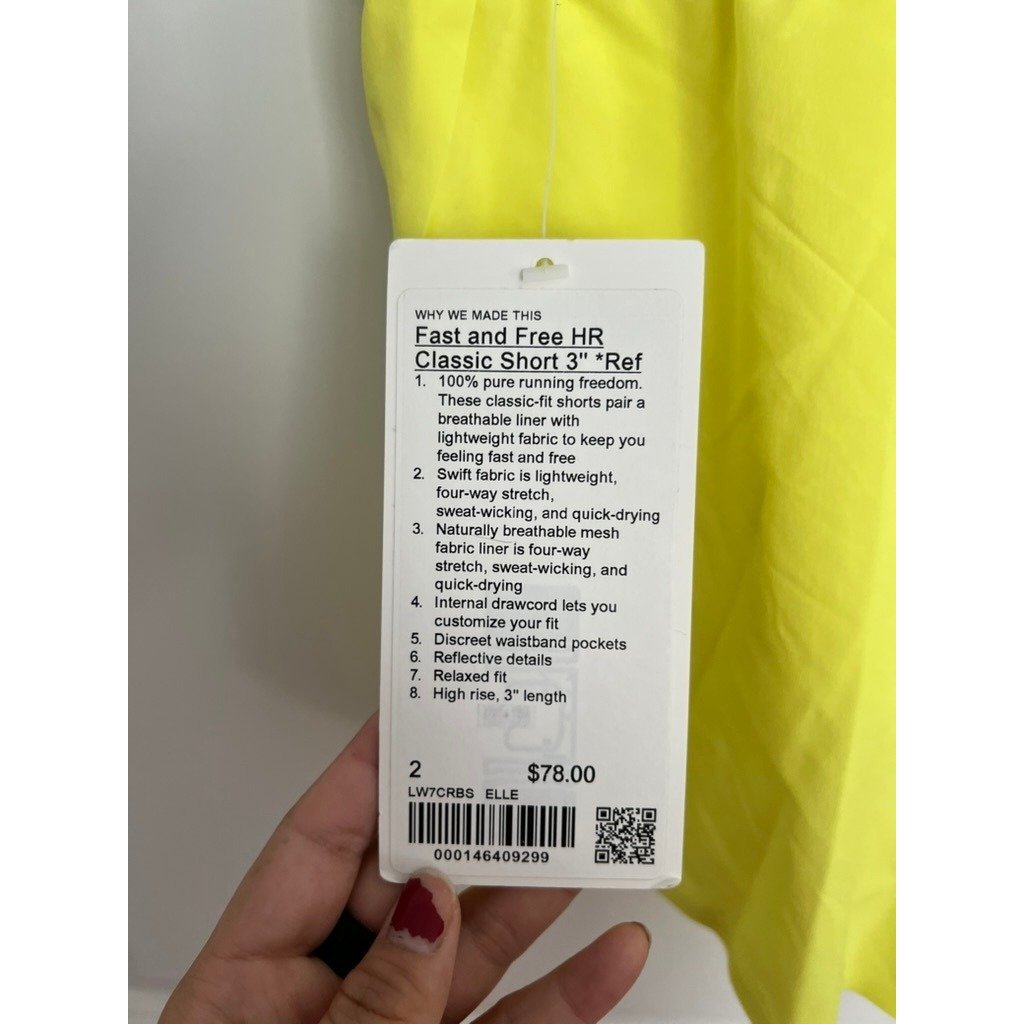 WHY WE MADE THIS
Fast and Free HR
Classic Short 3" *Ref
1. 100% pure running freedom.
These classic-fit shorts pair a
breathable liner with
lightweight fabric to keep you
feeling fast and free
2. Swift fabric is lightweight,
four-way stretch,
sweat-wicking, and quick-drying
3. Naturally breathable mesh
fabric liner is four-way
stretch, sweat-wicking, and
quick-drying
4. Internal drawcord lets you
customize your fit
5. Discreet waistband pockets
6. Reflective details
7. Relaxed fit
8. High rise, 3" length
2 $78.00
LW7CRBS ELLE
000146409299